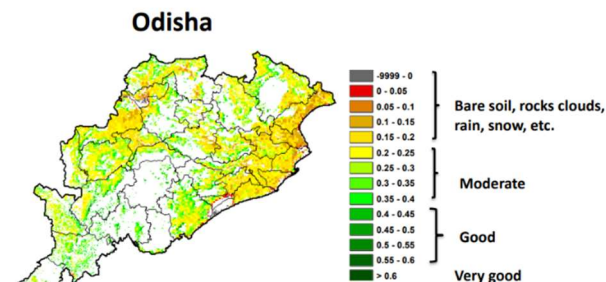 Odisha
-9999 - 0
0 - 0.05
0.05 - 0.1
0.1 - 0.15
0.15 - 0.2
0.2 - 0.25
0.25 - 0.3
0.3 - 0.35
0.35 - 0.4
0.4 - 0.45
0.45 - 0.5
0.5 - 0.55
0.55 - 0.6
> 0.6
Bare soil, rocks clouds,
rain, snow, etc.
Moderate
Good
Very good